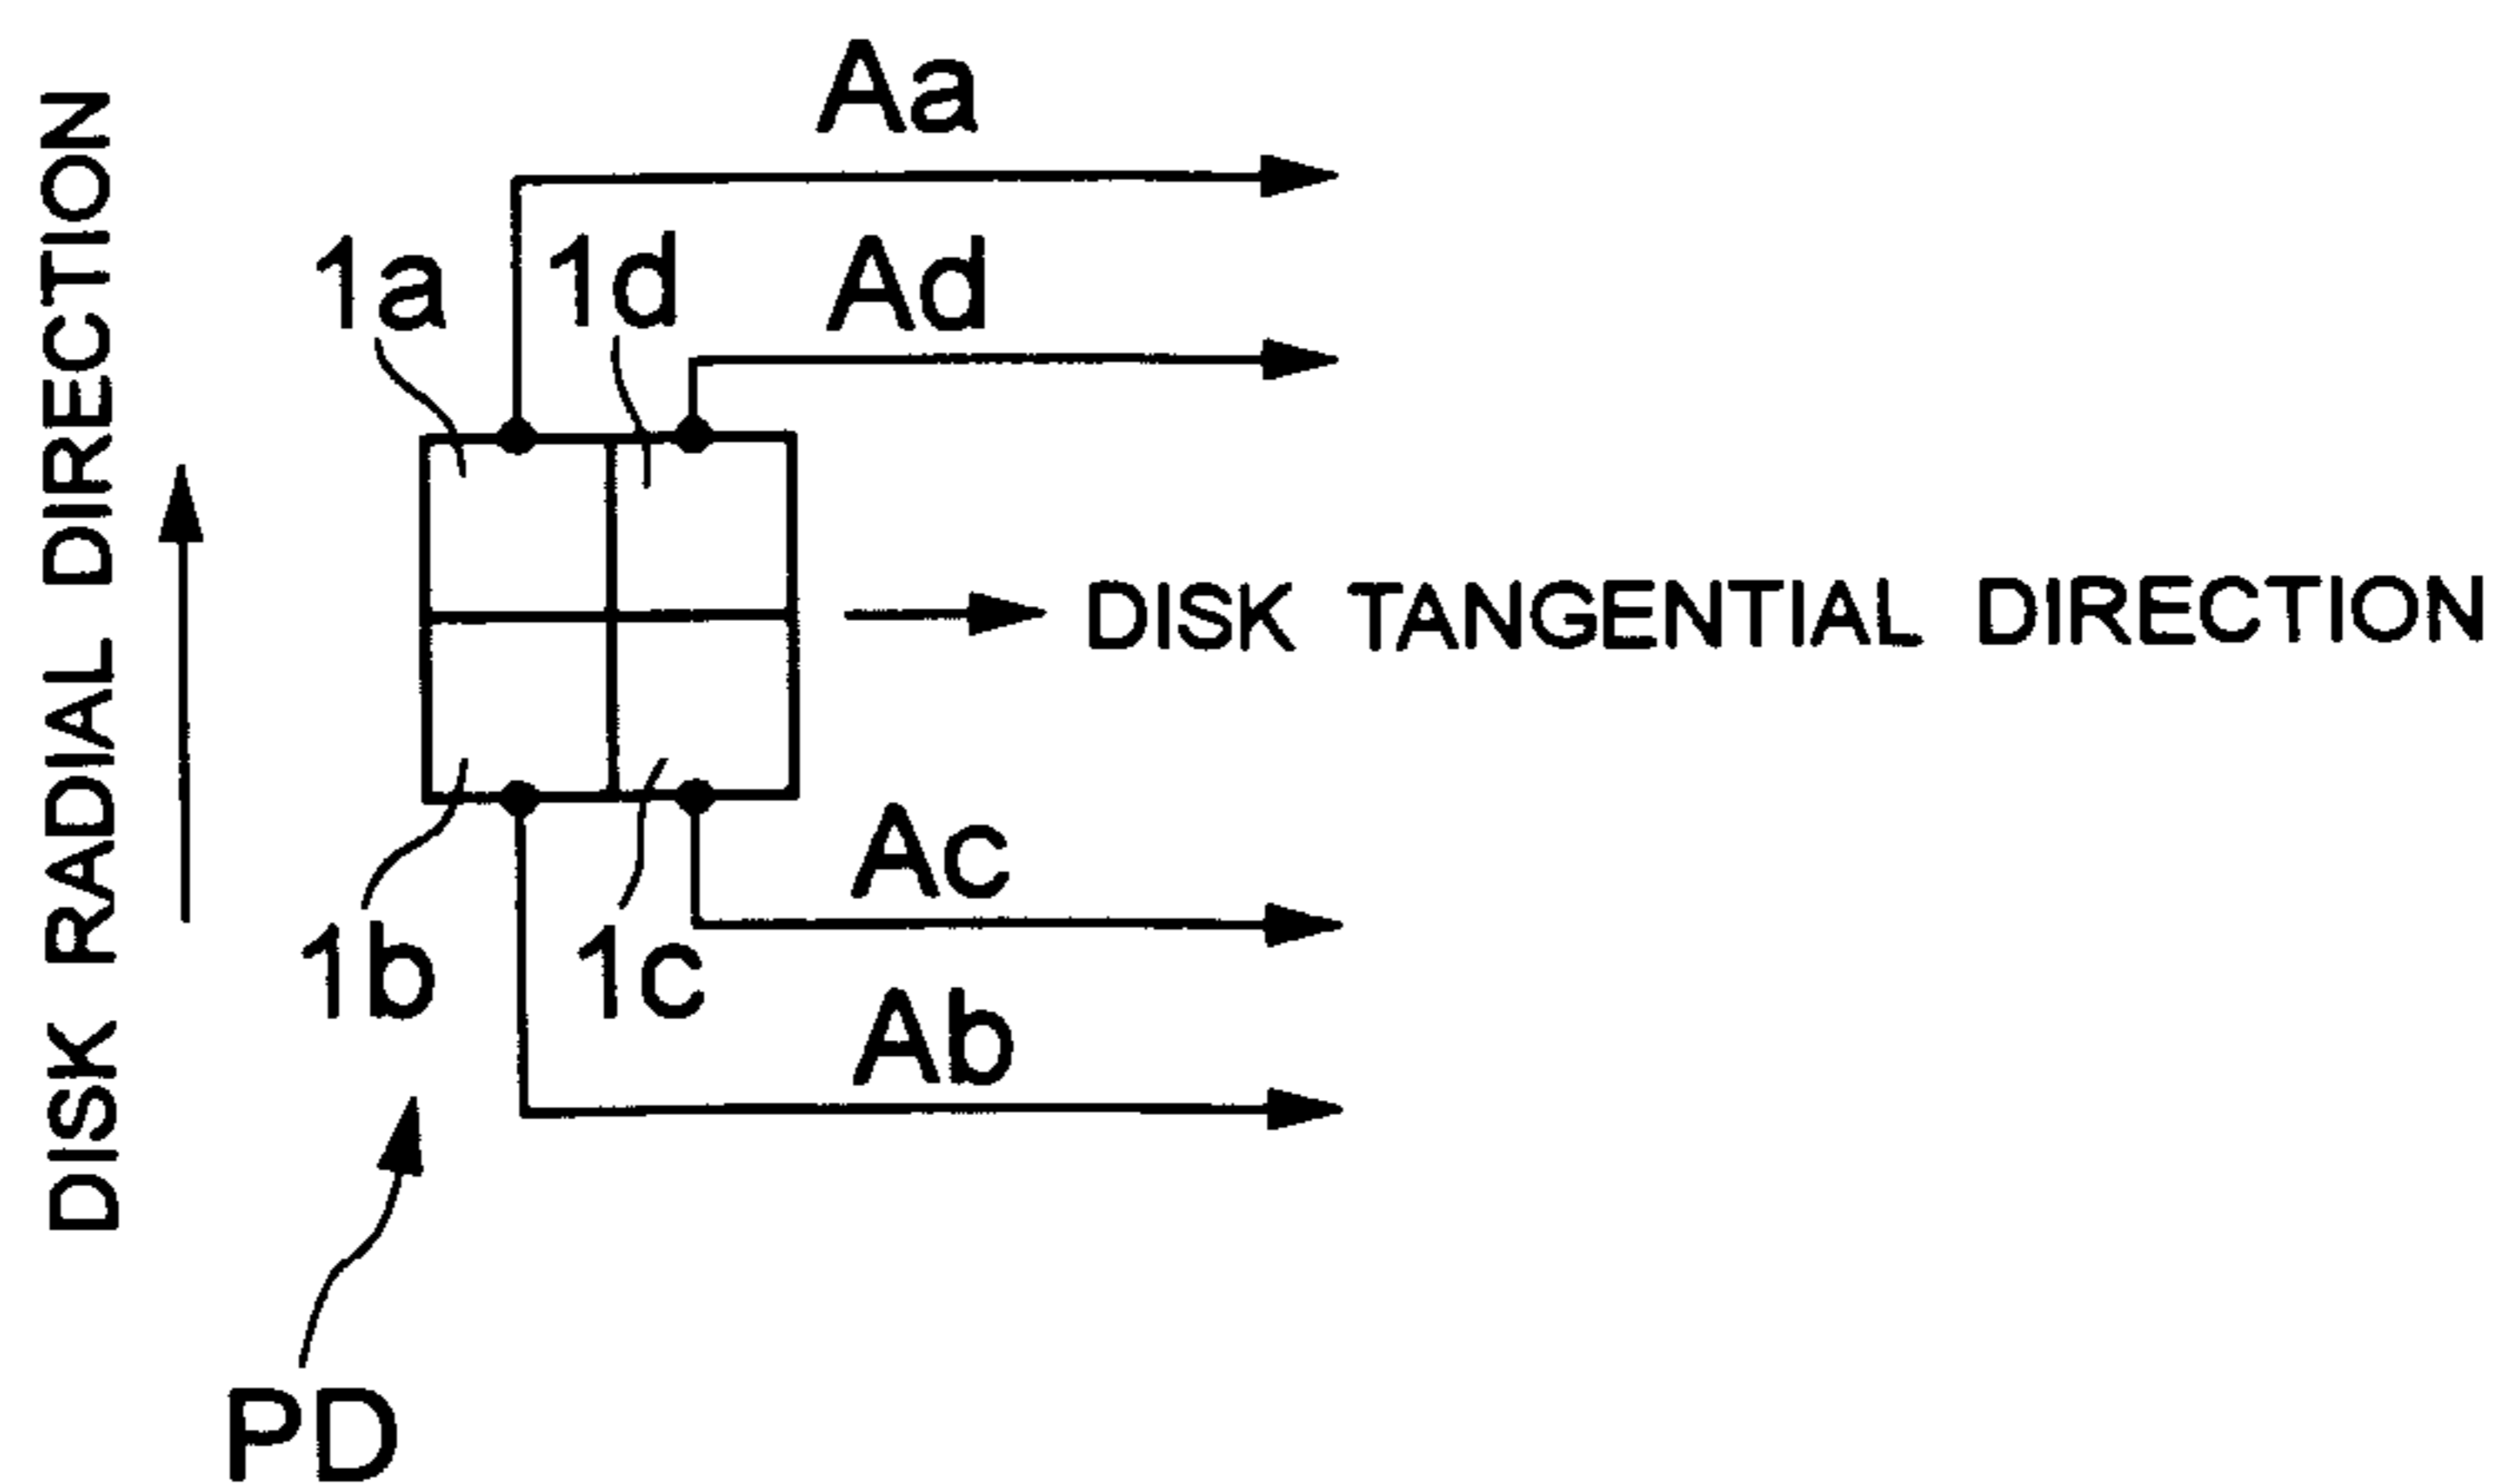 DISK RADIAL DIRECTION
Aa
1a 1d Ad
DISK TANGENTIAL DIRECTION
Ac
1b 1c
Ab
PD